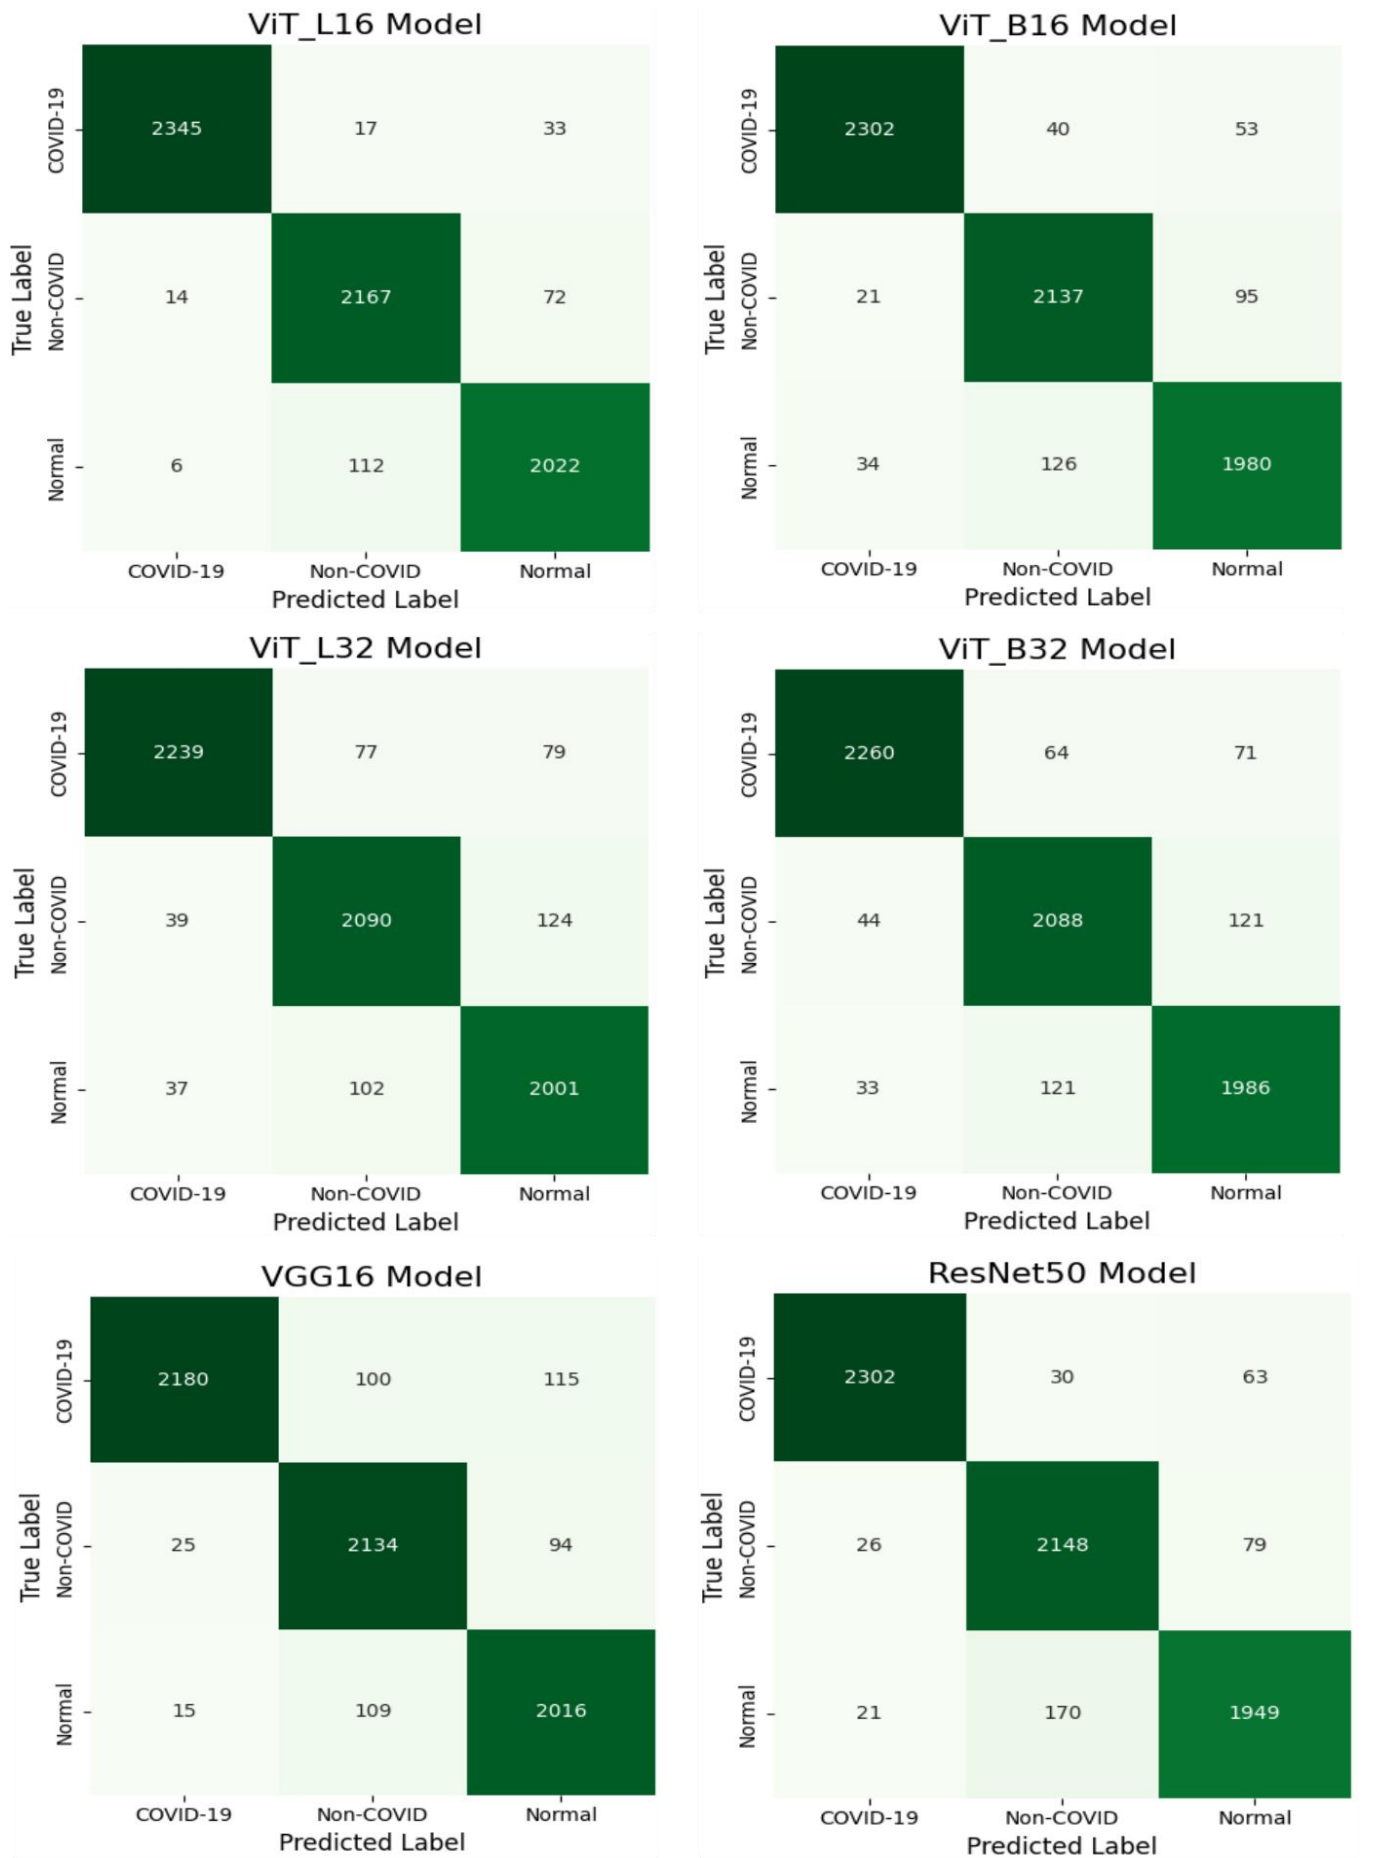 ViT_L16 Model
True Label
COVID-19
2345 17 33
Non-COVID
14 2167 72
Normal
6 112 2022
COVID-19 Non-COVID Normal
Predicted Label
ViT_B16 Model
True Label
COVID-19
2302 40 53
Non-COVID
21 2137 95
Normal
34 126 1980
COVID-19 Non-COVID Normal
Predicted Label
ViT_L32 Model
True Label
COVID-19
2239 77 79
Non-COVID
39 2090 124
Normal
37 102 2001
COVID-19 Non-COVID Normal
Predicted Label
ViT_B32 Model
True Label
COVID-19
2260 64 71
Non-COVID
44 2088 121
Normal
33 121 1986
COVID-19 Non-COVID Normal
Predicted Label
VGG16 Model
True Label
COVID-19
2180 100 115
Non-COVID
25 2134 94
Normal
15 109 2016
COVID-19 Non-COVID Normal
Predicted Label
ResNet50 Model
True Label
COVID-19
2302 30 63
Non-COVID
26 2148 79
Normal
21 170 1949
COVID-19 Non-COVID Normal
Predicted Label